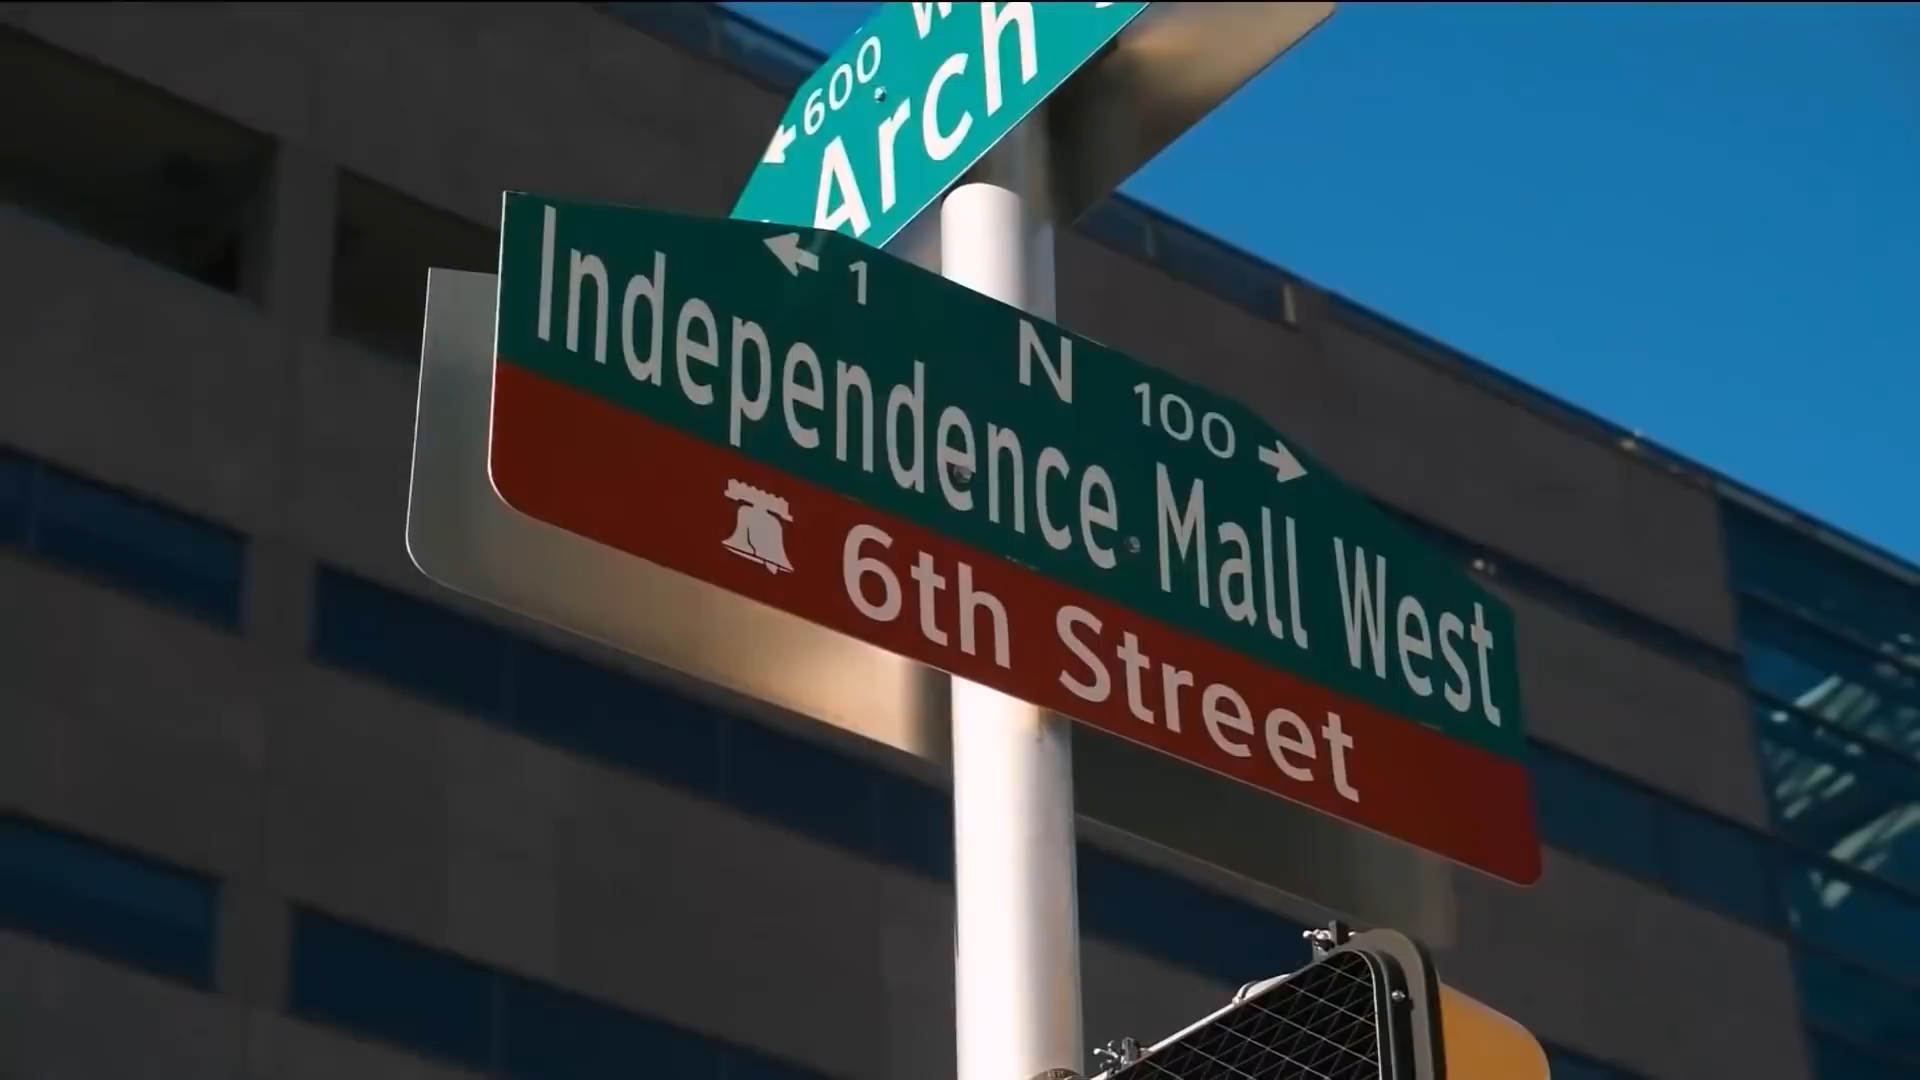 600 W
Arch
1 N 100
Independence Mall West
6th Street